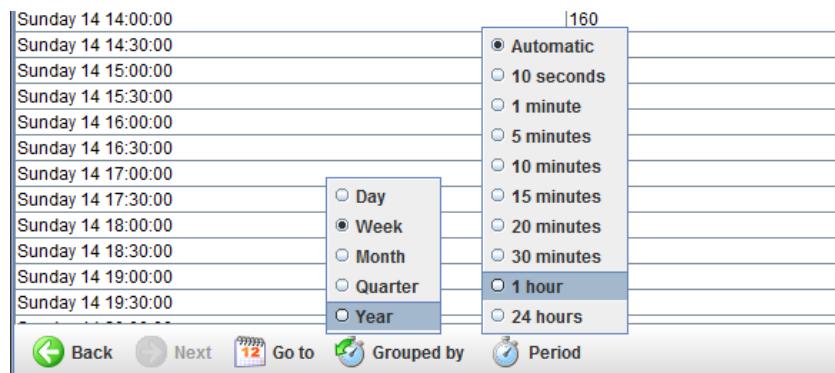 Sunday 14 14:00:00 160
Sunday 14 14:30:00
Sunday 14 15:00:00
Sunday 14 15:30:00
Sunday 14 16:00:00
Sunday 14 16:30:00
Sunday 14 17:00:00
Sunday 14 17:30:00
Sunday 14 18:00:00
Sunday 14 18:30:00
Sunday 14 19:00:00
Sunday 14 19:30:00
Day
Week
Month
Quarter
Year
Automatic
10 seconds
1 minute
5 minutes
10 minutes
15 minutes
20 minutes
30 minutes
1 hour
24 hours
Back Next 12 Go to Grouped by Period